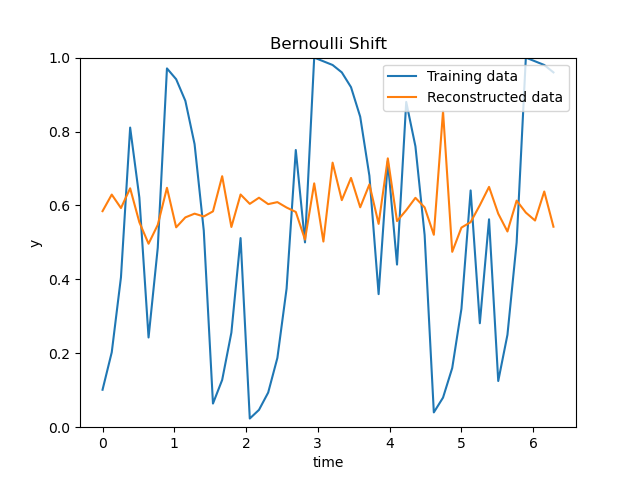 Bernoulli Shift
Training data
Reconstructed data
1.0
0.8
0.6
0.4
0.2
0.0
y
0 1 2 3 4 5 6
time